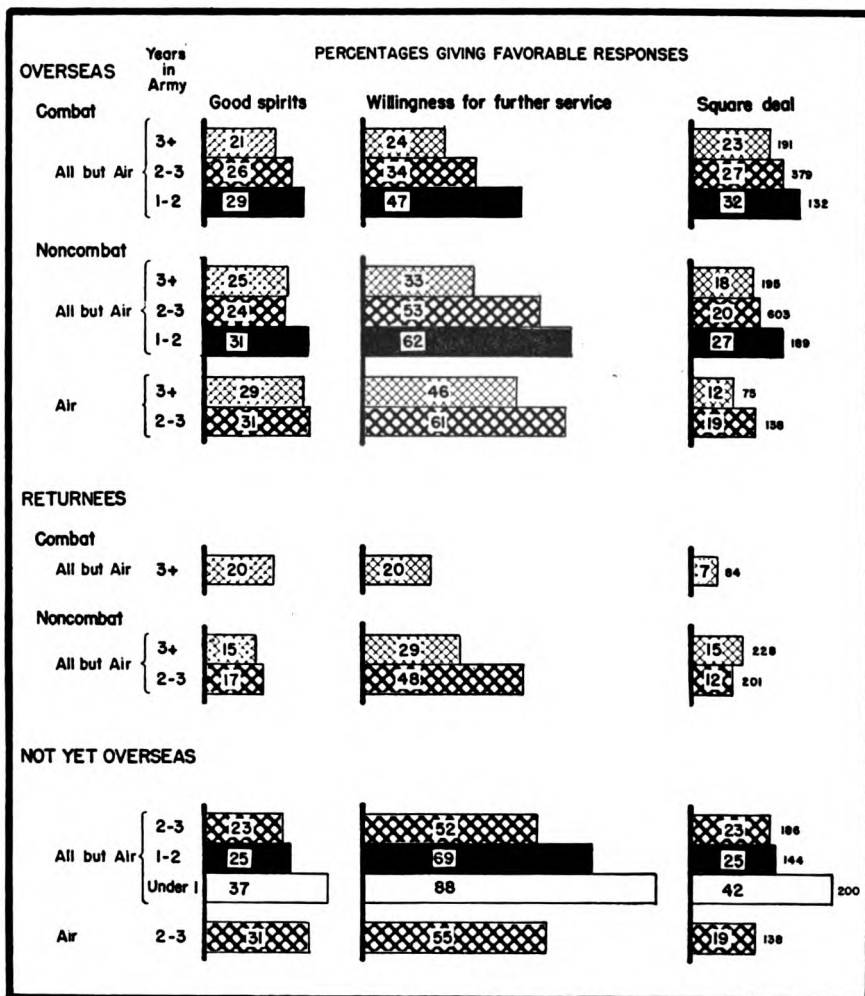 PERCENTAGES GIVING FAVORABLE RESPONSES
OVERSEAS
Years
in
Army
Good spirits Willingness for further service Square deal
Combat
3+ 21 24 23 191
All but Air 2-3 26 34 27 379
1-2 29 47 32 132
Noncombat
3+ 25 33 18 195
All but Air 2-3 24 53 20 603
1-2 31 62 27 189
Air 3+ 29 46 12 75
2-3 31 61 19 138
RETURNEES
Combat
All but Air 3+ 20 20 7 84
Noncombat
All but Air 3+ 15 29 15 228
2-3 17 48 12 201
NOT YET OVERSEAS
2-3 23 52 23 186
All but Air 1-2 25 69 25 144
Under 1 37 88 42 200
Air 2-3 31 55 19 138